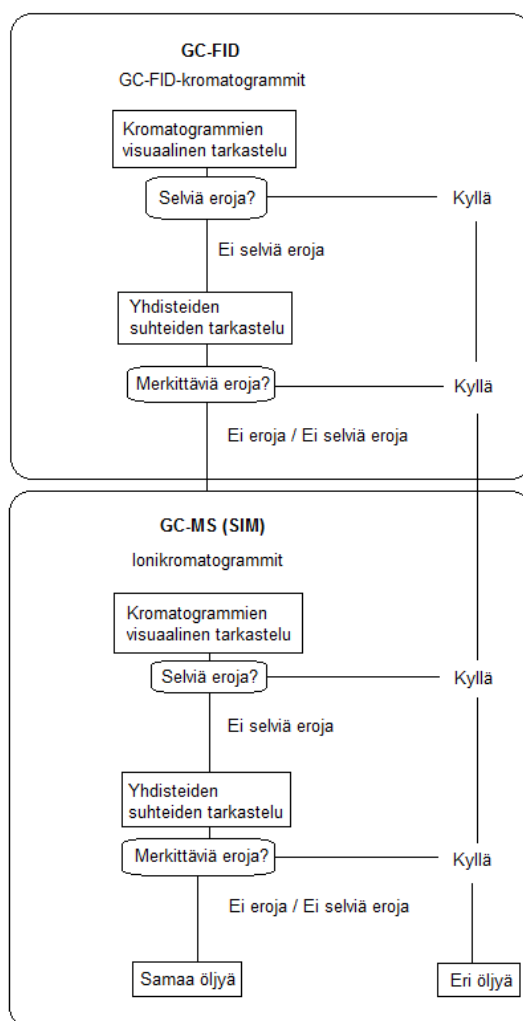 GC-FID
GC-FID-kromatogrammit
Kromatogrammien
visuaalinen tarkastelu
Selviä eroja?
Kyllä
Ei selviä eroja
Yhdisteiden
suhteiden tarkastelu
Merkittäviä eroja?
Kyllä
Ei eroja / Ei selviä eroja
GC-MS (SIM)
Ionikromatogrammit
Kromatogrammien
visuaalinen tarkastelu
Selviä eroja?
Kyllä
Ei selviä eroja
Yhdisteiden
suhteiden tarkastelu
Merkittäviä eroja?
Kyllä
Ei eroja / Ei selviä eroja
Samaa öljyä
Eri öljyä